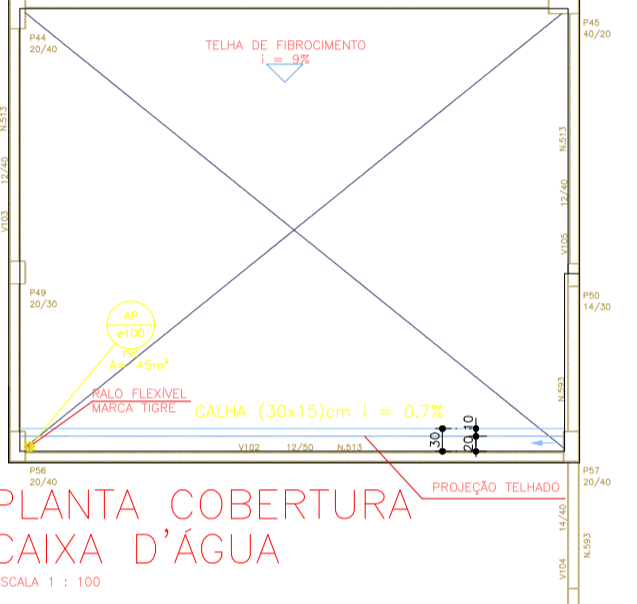 P44
20/40
P45
40/20
TELHA DE FIBROCIMENTO
i = 9%
N.513
12/40
V103
N.513
12/40
V105
P49
20/30
P50
14/30
AP
ø100
PVC
A= 45m²
RALO FLEXÍVEL
MARCA TIGRE
CALHA (30x15)cm i = 0.7%
N.593
30
20
10
V102 12/50 N.513
P56
20/40
P57
20/40
PROJEÇÃO TELHADO
PLANTA COBERTURA
CAIXA D'ÁGUA
ESCALA 1 : 100
14/40
N.593
V104